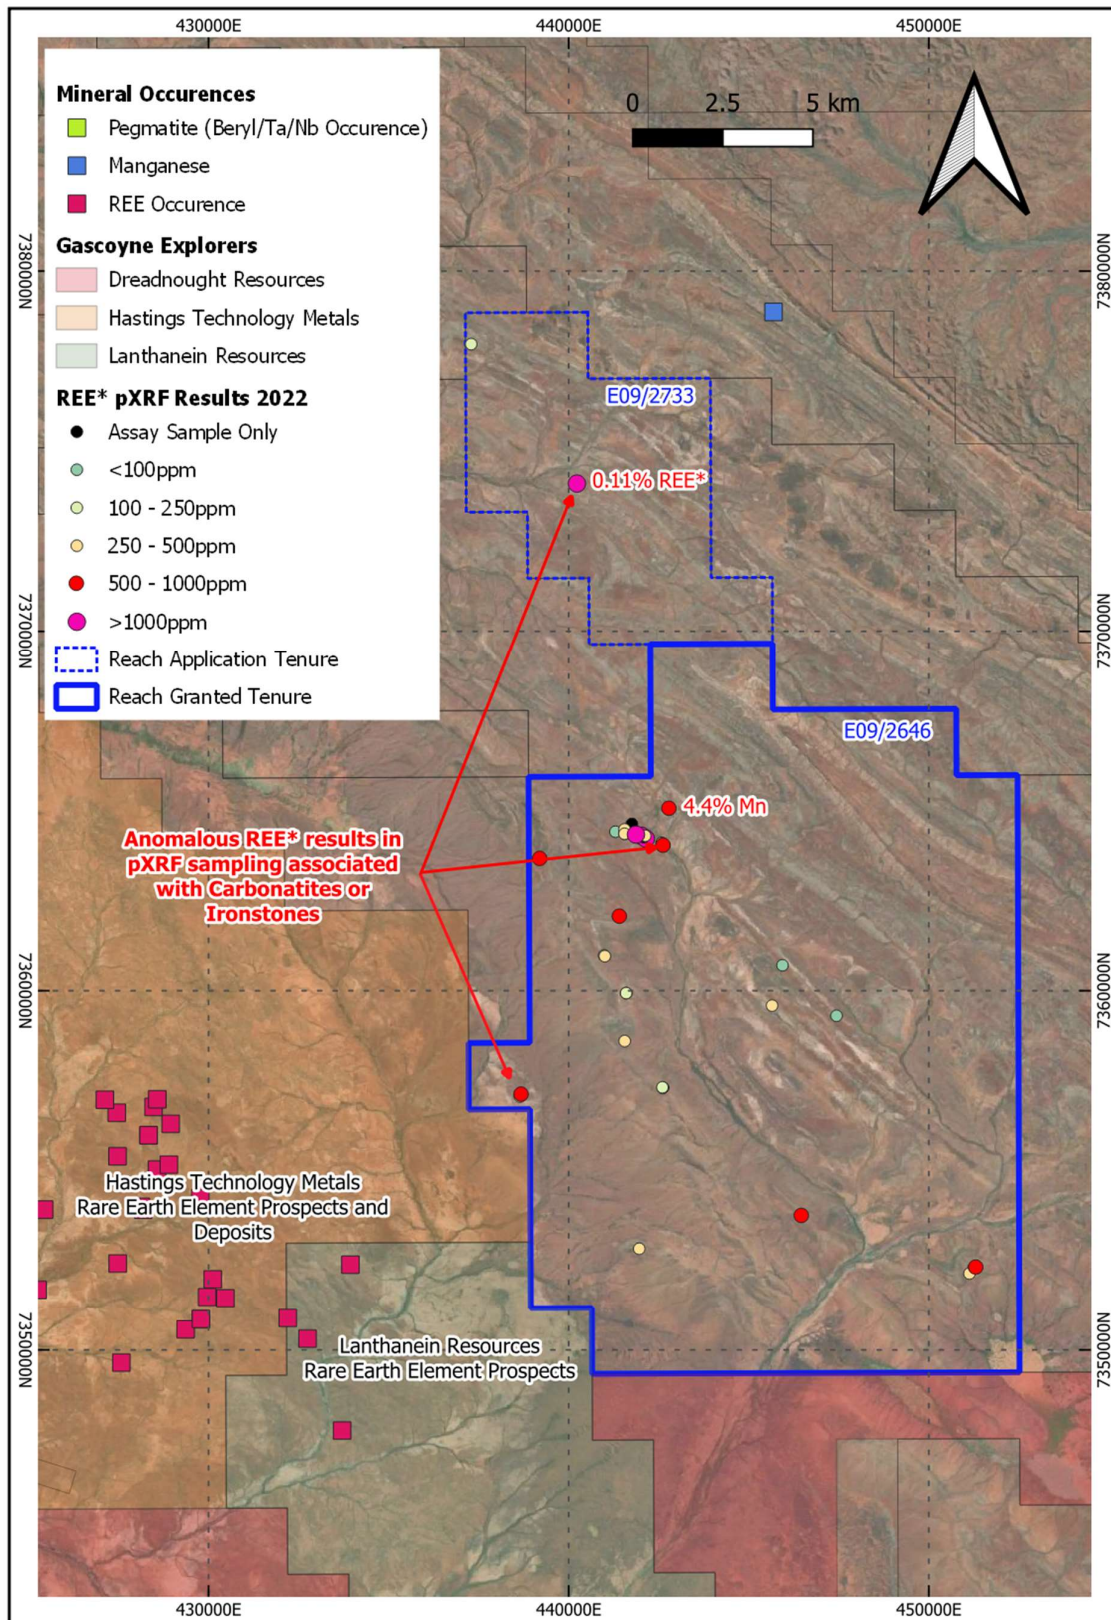 430000E
440000E
450000E
Mineral Occurences
Pegmatite (Beryl/Ta/Nb Occurence)
Manganese
REE Occurence
Gascoyne Explorers
Dreadnought Resources
Hastings Technology Metals
Lanthanein Resources
REE* pXRF Results 2022
Assay Sample Only
<100ppm
100 - 250ppm
250 - 500ppm
500 - 1000ppm
>1000ppm
Reach Application Tenure
Reach Granted Tenure
0
2.5
5 km
7380000N
7380000N
E09/2733
0.11% REE*
7370000N
7370000N
E09/2646
4.4% Mn
Anomalous REE* results in
pXRF sampling associated
with Carbonatites or
Ironstones
7360000N
7360000N
Hastings Technology Metals
Rare Earth Element Prospects and
Deposits
Lanthanein Resources
Rare Earth Element Prospects
7350000N
7350000N
430000E
440000E
450000E